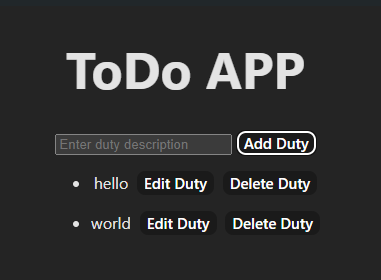 ToDo APP
Enter duty description Add Duty
hello Edit Duty Delete Duty
world Edit Duty Delete Duty